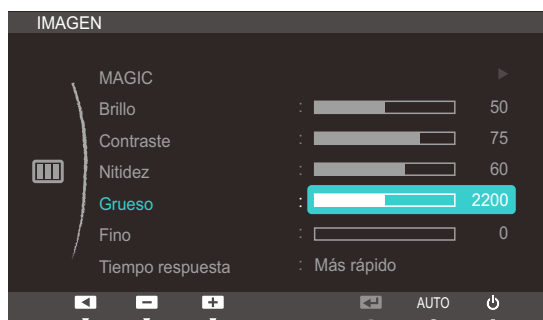 IMAGEN
MAGIC
Brillo : 50
Contraste : 75
Nitidez : 60
Grueso : 2200
Fino : 0
Tiempo respuesta : Más rápido
AUTO